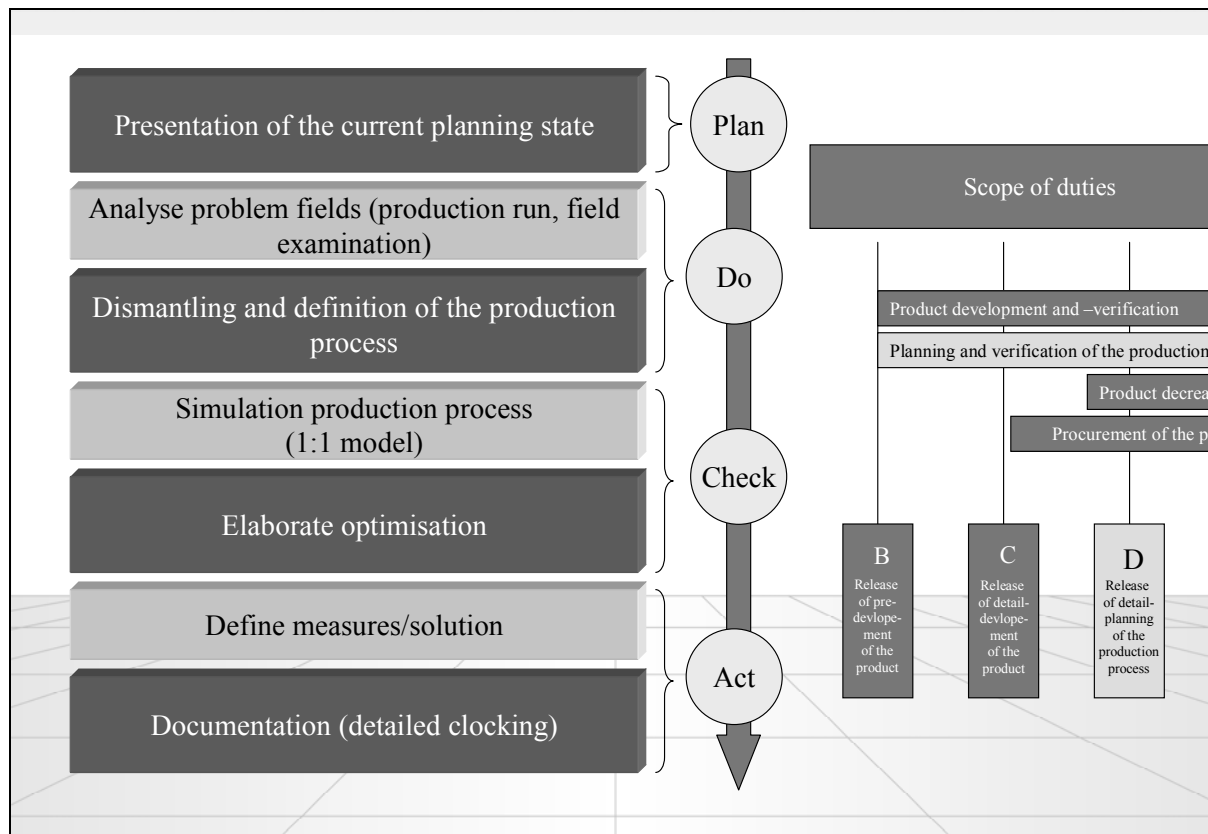 Presentation of the current planning state
Analyse problem fields (production run, field
examination)
Dismantling and definition of the production
process
Simulation production process
(1:1 model)
Elaborate optimisation
Define measures/solution
Documentation (detailed clocking)
Plan
Do
Check
Act
Scope of duties
Product development and –verification
Planning and verification of the production
Product decrea
Procurement of the p
B
Release
of pre-
devlope-
ment
of the
product
C
Release
of detail-
devlope-
ment
of the
product
D
Release
of detail-
planning
of the
production
process